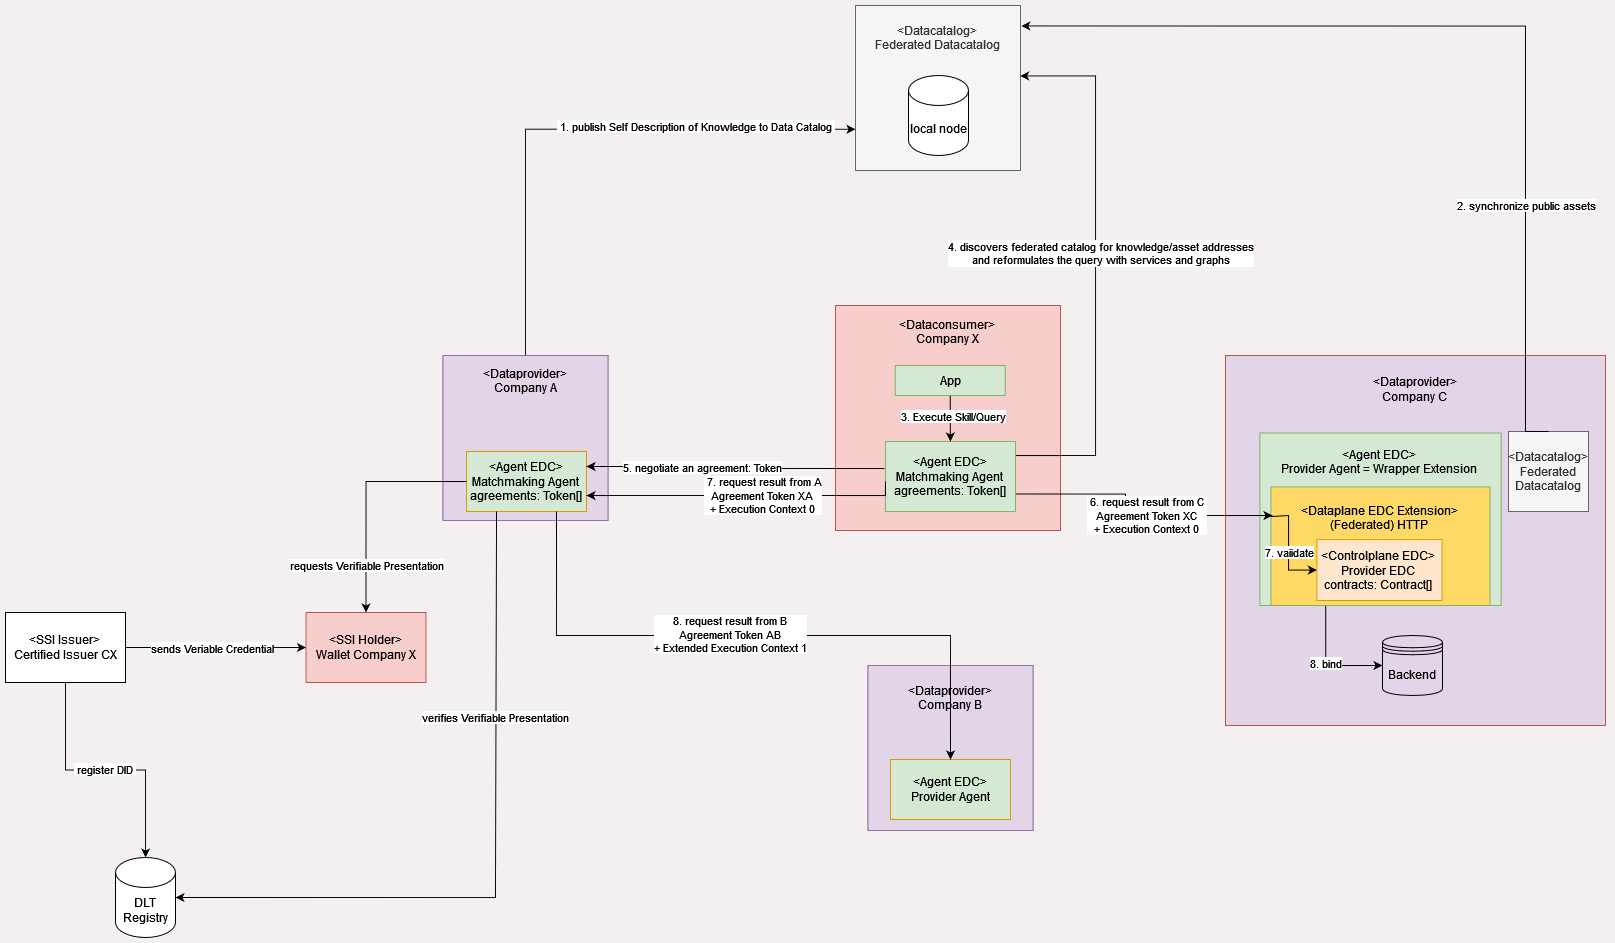 <Datacatalog>
Federated Datacatalog
local node
1. publish Self Description of Knowledge to Data Catalog
2. synchronize public assets
4. discovers federated catalog for knowledge/asset addresses
and reformulates the query with services and graphs
<Dataconsumer>
Company X
App
3. Execute Skill/Query
<Agent EDC>
Matchmaking Agent
agreements: Token[]
<Dataprovider>
Company A
<Agent EDC>
Matchmaking Agent
agreements: Token[]
5. negotiate an agreement: Token
7. request result from A
Agreement Token XA
+ Execution Context 0
6. request result from C
Agreement Token XC
+ Execution Context 0
<Dataprovider>
Company C
<Agent EDC>
Provider Agent = Wrapper Extension
<Dataplane EDC Extension>
(Federated) HTTP
7. vaiidate
<Controlplane EDC>
Provider EDC
contracts: Contract[]
<Datacatalog>
Federated
Datacatalog
8. bind
Backend
requests Verifiable Presentation
<SSI Issuer>
Certified Issuer CX
sends Veriable Credential
<SSI Holder>
Wallet Company X
8. request result from B
Agreement Token AB
+ Extended Execution Context 1
<Dataprovider>
Company B
<Agent EDC>
Provider Agent
verifies Verifiable Presentation
register DID
DLT
Registry